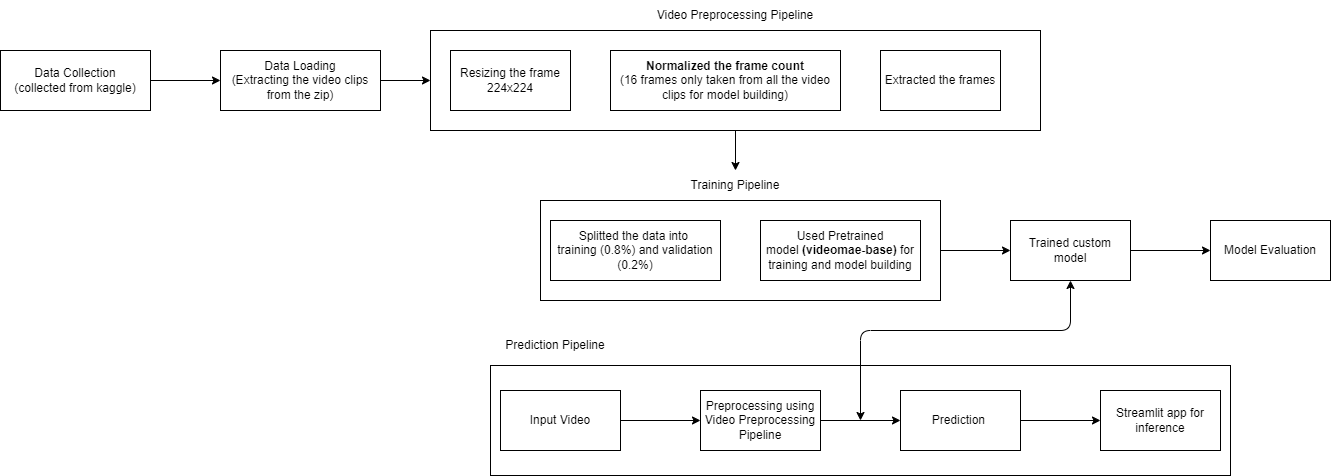 Video Preprocessing Pipeline
Data Collection
(collected from kaggle)
Data Loading
(Extracting the video clips
from the zip)
Resizing the frame
224x224
Normalized the frame count
(16 frames only taken from all the video
clips for model building)
Extracted the frames
Training Pipeline
Splitted the data into
training (0.8%) and validation
(0.2%)
Used Pretrained
model (videomae-base) for
training and model building
Trained custom
model
Model Evaluation
Prediction Pipeline
Input Video
Preprocessing using
Video Preprocessing
Pipeline
Prediction
Streamlit app for
inference